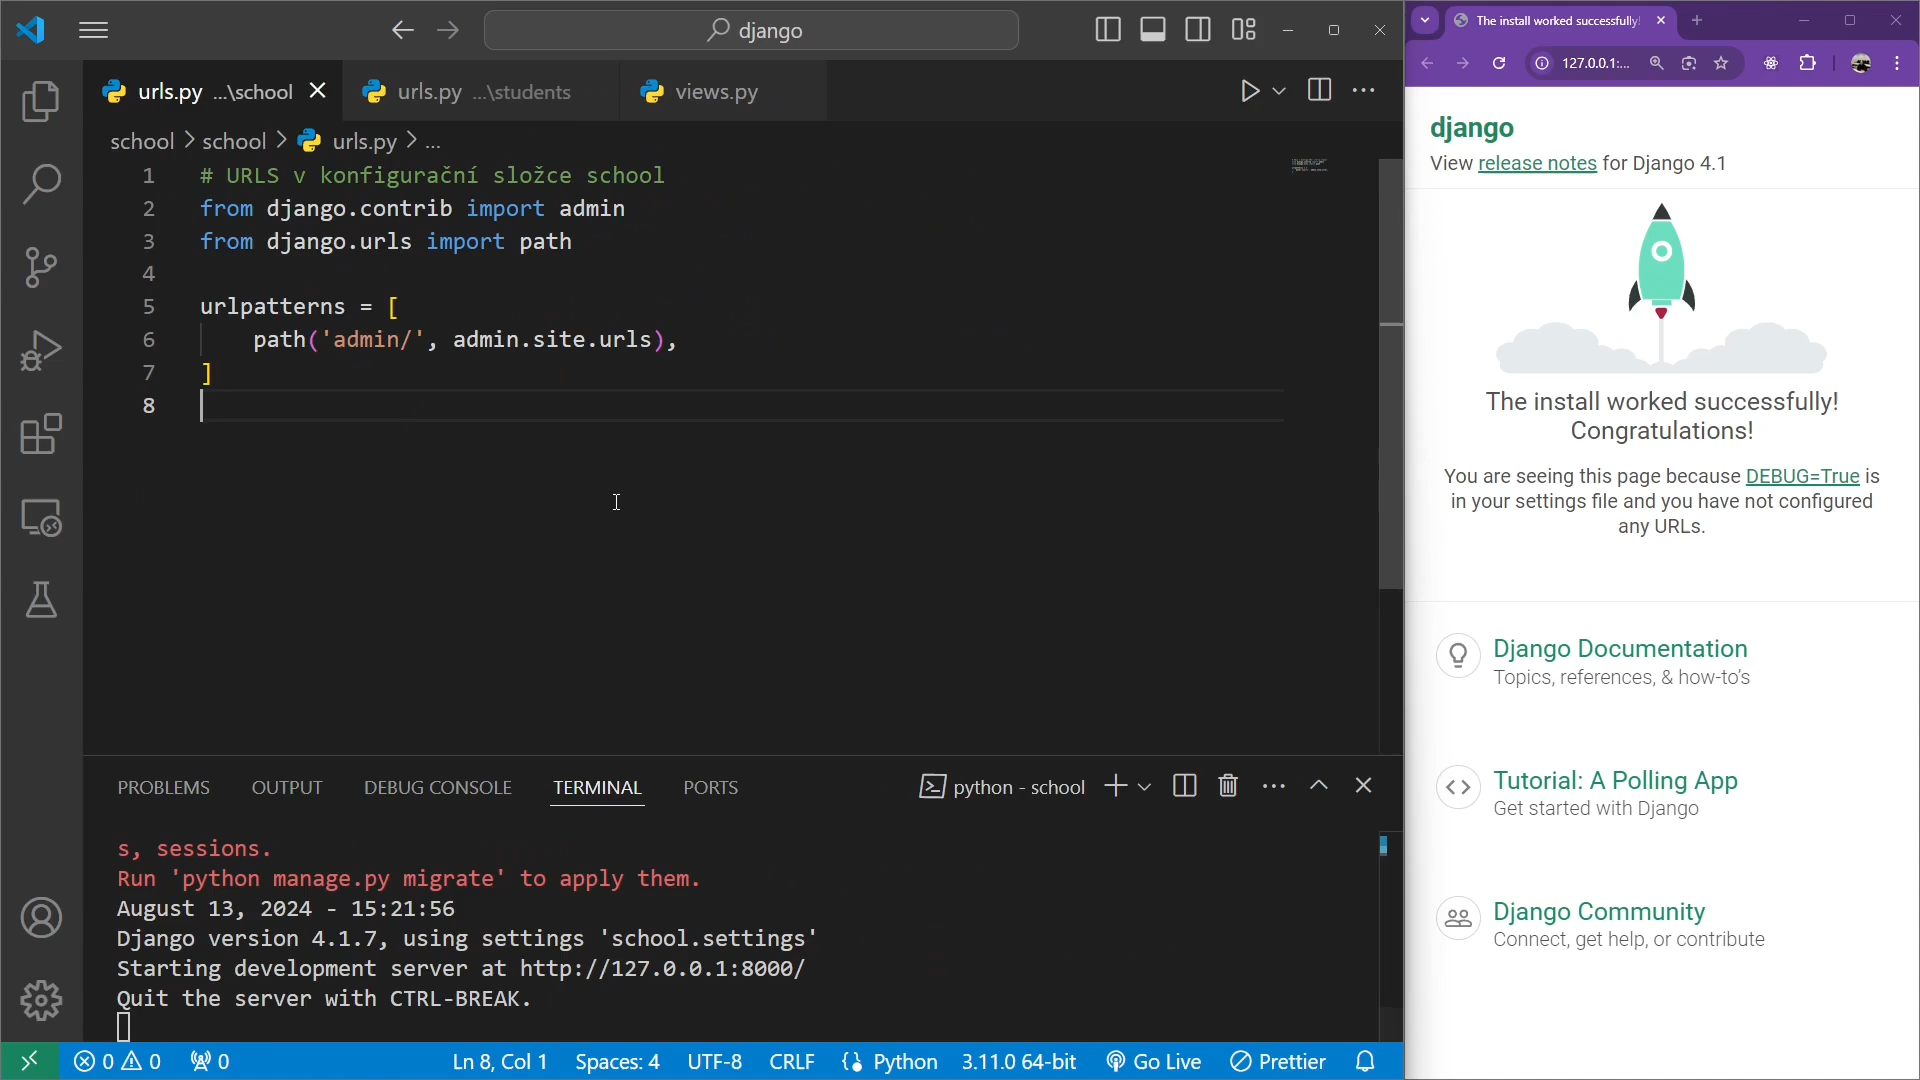 django
urls.py ...\school
urls.py ...\students
views.py
school > school > urls.py > ...
1 # URLS v konfigurační složce school
2 from django.contrib import admin
3 from django.urls import path
4
5 urlpatterns = [
6 path('admin/', admin.site.urls),
7 ]
8
PROBLEMS OUTPUT DEBUG CONSOLE TERMINAL PORTS
python - school
s, sessions.
Run 'python manage.py migrate' to apply them.
August 13, 2024 - 15:21:56
Django version 4.1.7, using settings 'school.settings'
Starting development server at http://127.0.0.1:8000/
Quit the server with CTRL-BREAK.
0 0 0
Ln 8, Col 1 Spaces: 4 UTF-8 CRLF Python 3.11.0 64-bit Go Live Prettier
The install worked successfully!
127.0.0.1:...
django
View release notes for Django 4.1
The install worked successfully!
Congratulations!
You are seeing this page because DEBUG=True is
in your settings file and you have not configured
any URLs.
Django Documentation
Topics, references, & how-to's
Tutorial: A Polling App
Get started with Django
Django Community
Connect, get help, or contribute